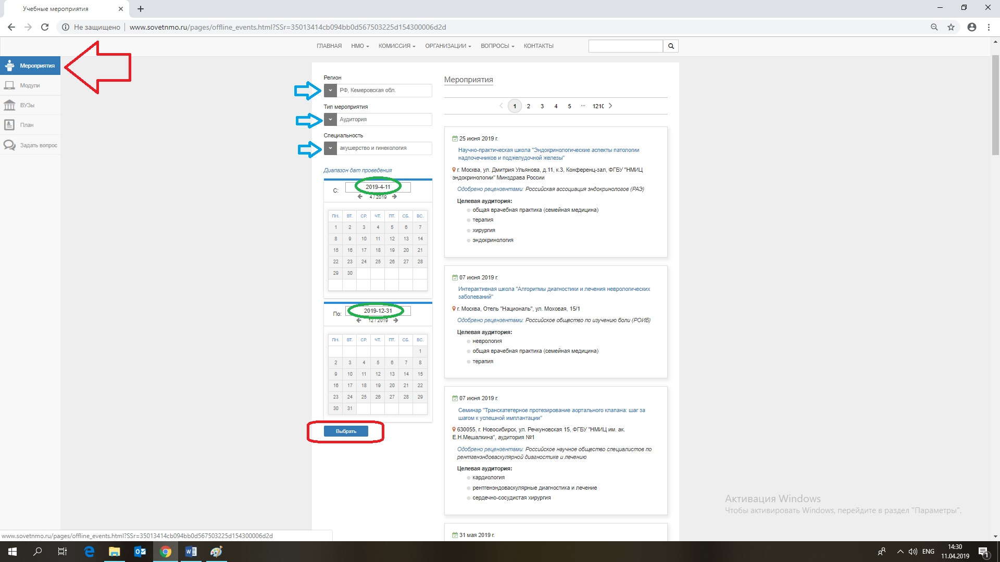 Учебные мероприятия
Не защищено
www.sovetnmo.ru/pages/offline_events.html?SSr=35013414cb094bb0d567503225d154300006d2d
ГЛАВНАЯ НМО КОМИССИЯ ОРГАНИЗАЦИИ ВОПРОСЫ КОНТАКТЫ
Мероприятия
Модули
ВУЗы
План
Задать вопрос
Регион
РФ, Кемеровская обл.
Тип мероприятия
Аудитория
Специальность
акушерство и гинекология
Диапазон дат проведения
С: 2019-4-11
4 / 2019
ПН. ВТ. СР. ЧТ. ПТ. СБ. ВС.
1 2 3 4 5 6 7
8 9 10 11 12 13 14
15 16 17 18 19 20 21
22 23 24 25 26 27 28
29 30
По: 2019-12-31
12 / 2019
ПН. ВТ. СР. ЧТ. ПТ. СБ. ВС.
1
2 3 4 5 6 7 8
9 10 11 12 13 14 15
16 17 18 19 20 21 22
23 24 25 26 27 28 29
30 31
Выбрать
Мероприятия
1 2 3 4 5 ... 1210
25 июня 2019 г.
Научно-практическая школа "Эндокринологические аспекты патологии
надпочечников и поджелудочной железы"
г. Москва, ул. Дмитрия Ульянова, д.11, к.3, Конференц-зал, ФГБУ "НМИЦ
эндокринологии" Минздрава России
Одобрено рецензентами: Российская ассоциация эндокринологов (РАЭ)
Целевая аудитория:
общая врачебная практика (семейная медицина)
терапия
хирургия
эндокринология
07 июня 2019 г.
Интерактивная школа "Алгоритмы диагностики и лечения неврологических
заболеваний"
г. Москва, Отель "Националь", ул. Моховая, 15/1
Одобрено рецензентами: Российское общество по изучению боли (РОИБ)
Целевая аудитория:
неврология
общая врачебная практика (семейная медицина)
терапия
07 июня 2019 г.
Семинар "Транскатетерное протезирование аортального клапана: шаг за
шагом к успешной имплантации"
630055, г. Новосибирск, ул. Речкуновская 15, ФГБУ "НМИЦ им. ак.
Е.Н.Мешалкина", аудитория №1
Одобрено рецензентами: Российское научное общество специалистов по
рентгенэндоваскулярной диагностике и лечению
Целевая аудитория:
кардиология
рентгенэндоваскулярные диагностика и лечение
сердечно-сосудистая хирургия
31 мая 2019 г.
Активация Windows
Чтобы активировать Windows, перейдите в раздел "Параметры".
www.sovetnmo.ru/pages/offline_events.html?SSr=35013414cb094bb0d567503225d154300006d2d
ENG
14:30
11.04.2019
1